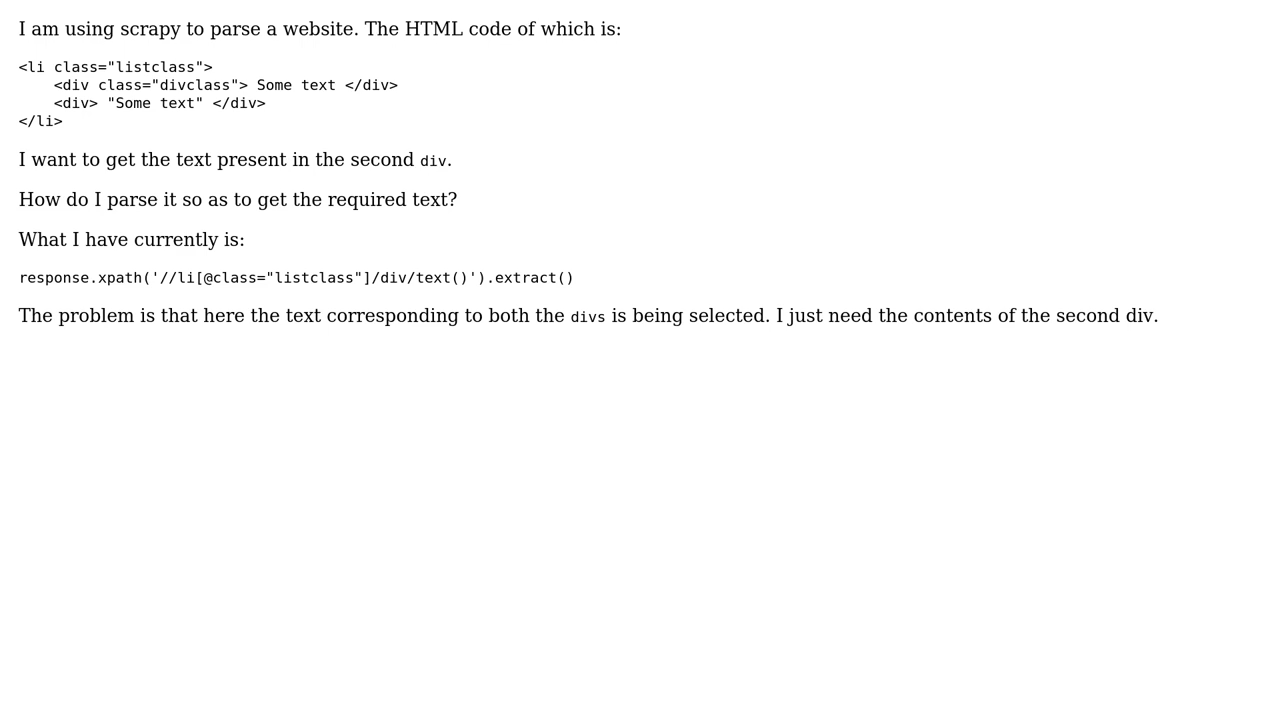 I am using scrapy to parse a website. The HTML code of which is:
<li class="listclass">
    <div class="divclass"> Some text </div>
    <div> "Some text" </div>
</li>
I want to get the text present in the second div.
How do I parse it so as to get the required text?
What I have currently is:
response.xpath('//li[@class="listclass"]/div/text()').extract()
The problem is that here the text corresponding to both the divs is being selected. I just need the contents of the second div.